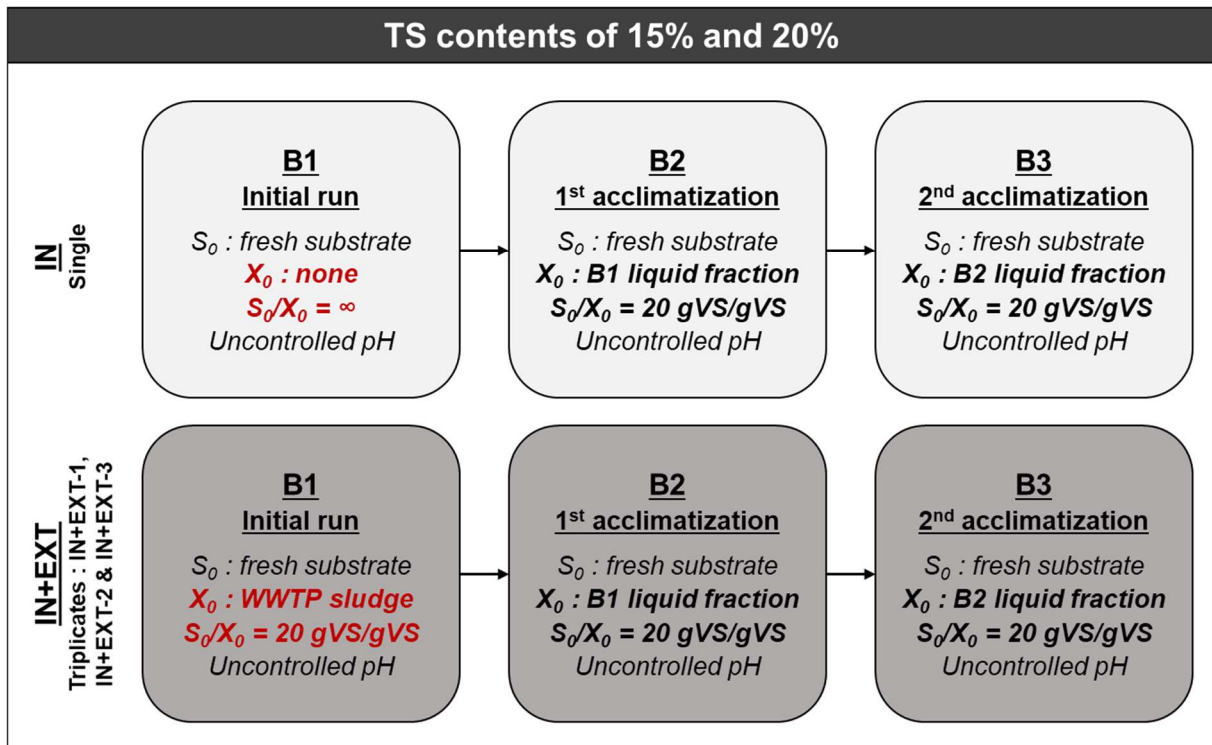 TS contents of 15% and 20%
IN
Single
B1
Initial run
S₀ : fresh substrate
X₀ : none
S₀/X₀ = ∞
Uncontrolled pH
B2
1st acclimatization
S₀ : fresh substrate
X₀ : B1 liquid fraction
S₀/X₀ = 20 gVS/gVS
Uncontrolled pH
B3
2nd acclimatization
S₀ : fresh substrate
X₀ : B2 liquid fraction
S₀/X₀ = 20 gVS/gVS
Uncontrolled pH
IN+EXT
Triplicates : IN+EXT-1,
IN+EXT-2 & IN+EXT-3
B1
Initial run
S₀ : fresh substrate
X₀ : WWTP sludge
S₀/X₀ = 20 gVS/gVS
Uncontrolled pH
B2
1st acclimatization
S₀ : fresh substrate
X₀ : B1 liquid fraction
S₀/X₀ = 20 gVS/gVS
Uncontrolled pH
B3
2nd acclimatization
S₀ : fresh substrate
X₀ : B2 liquid fraction
S₀/X₀ = 20 gVS/gVS
Uncontrolled pH